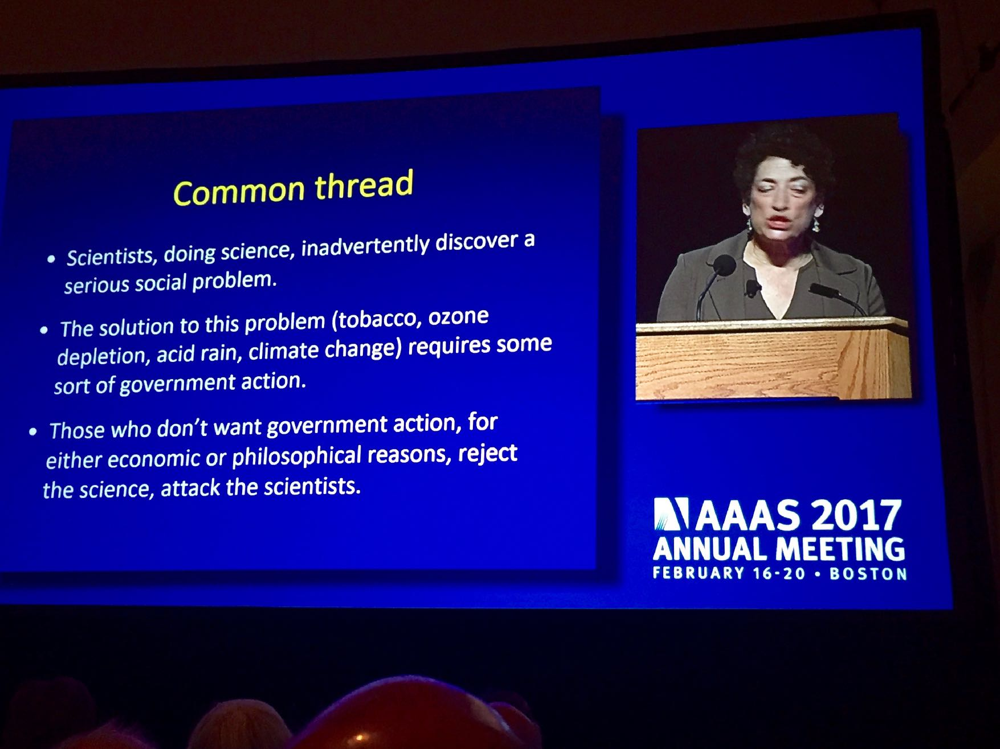 Common thread
• Scientists, doing science, inadvertently discover a
serious social problem.
• The solution to this problem (tobacco, ozone
depletion, acid rain, climate change) requires some
sort of government action.
• Those who don't want government action, for
either economic or philosophical reasons, reject
the science, attack the scientists.
AAAS 2017
ANNUAL MEETING
FEBRUARY 16-20 • BOSTON